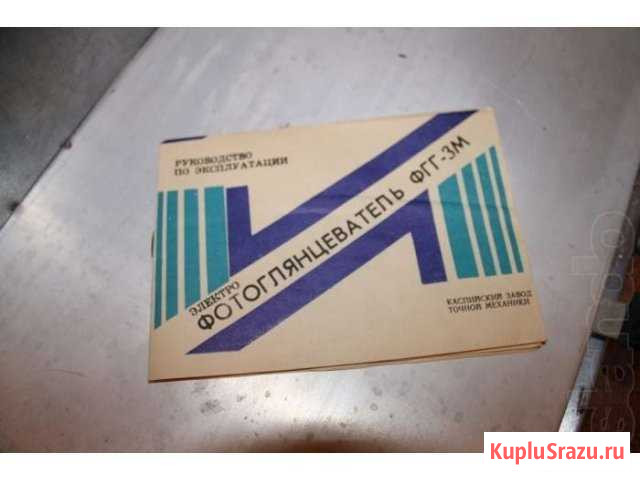 РУКОВОДСТВО
ПО ЭКСПЛУАТАЦИИ
ЭЛЕКТРО
ФОТОГЛЯНЦЕВАТЕЛЬ ФГГ-3М
КАСПИЙСКИЙ ЗАВОД
ТОЧНОЙ МЕХАНИКИ
KupluSrazu.ru